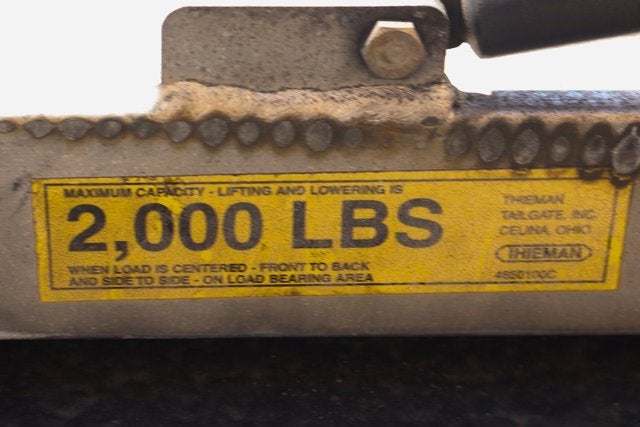 MAXIMUM CAPACITY - LIFTING AND LOWERING IS
2,000 LBS
WHEN LOAD IS CENTERED - FRONT TO BACK
AND SIDE TO SIDE - ON LOAD BEARING AREA
THIEMAN
TAILGATE, INC.
CELINA, OHIO
THIEMAN
4650100C